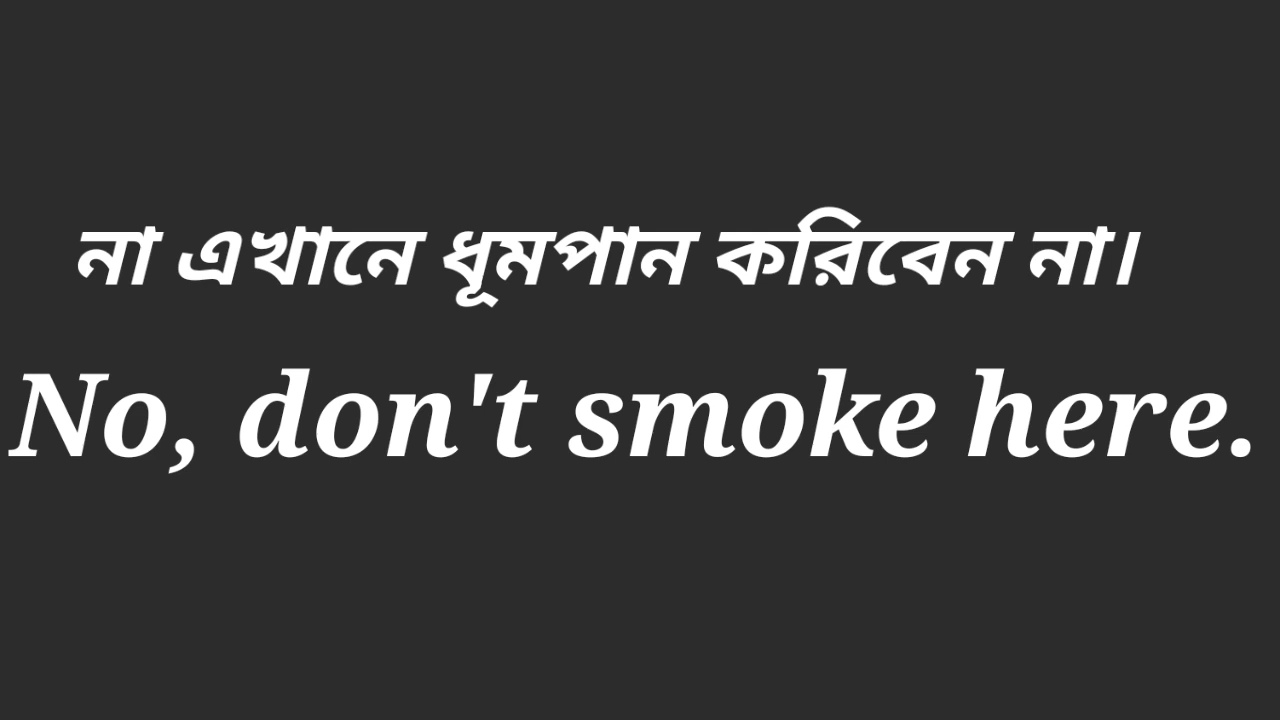 না এখানে ধূমপান করিবেন না।
No, don't smoke here.